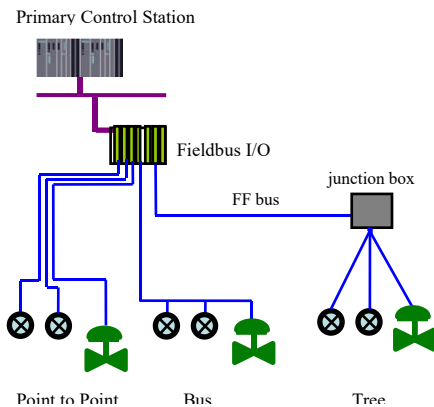 Primary Control Station
Fieldbus I/O
junction box
FF bus
Point to Point
Bus
Tree